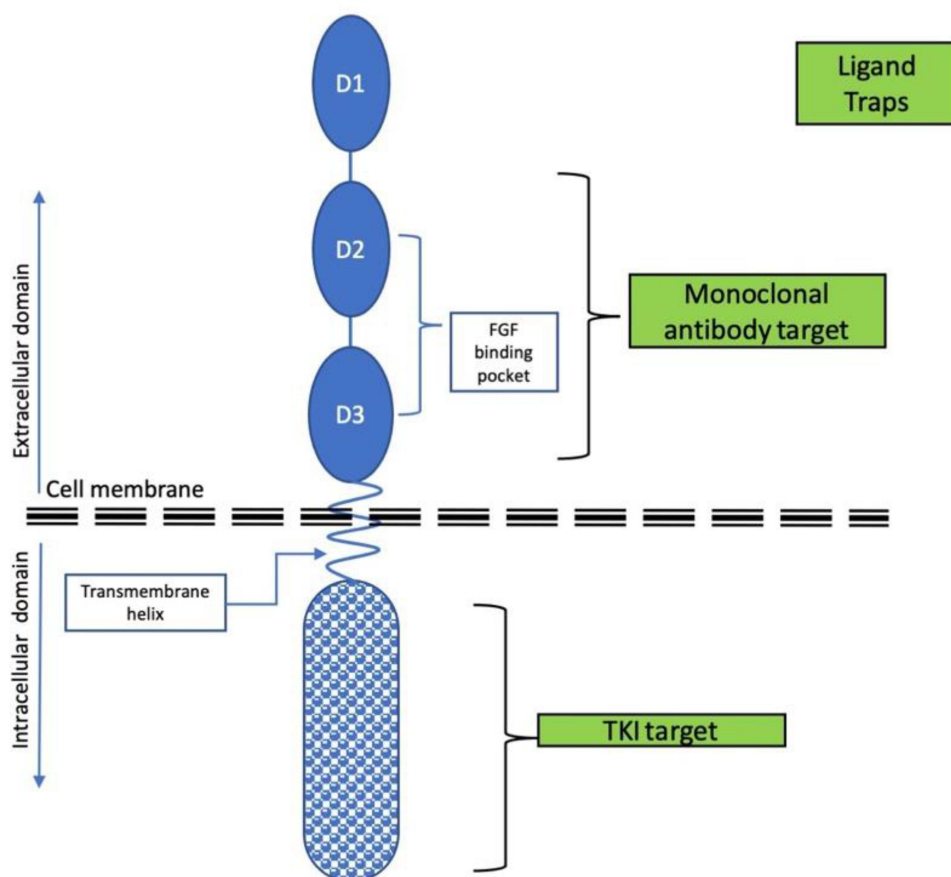 D1
Ligand
Traps
D2
FGF
binding
pocket
Monoclonal
antibody target
D3
Extracellular domain
Cell membrane
Transmembrane
helix
Intracellular domain
TKI target